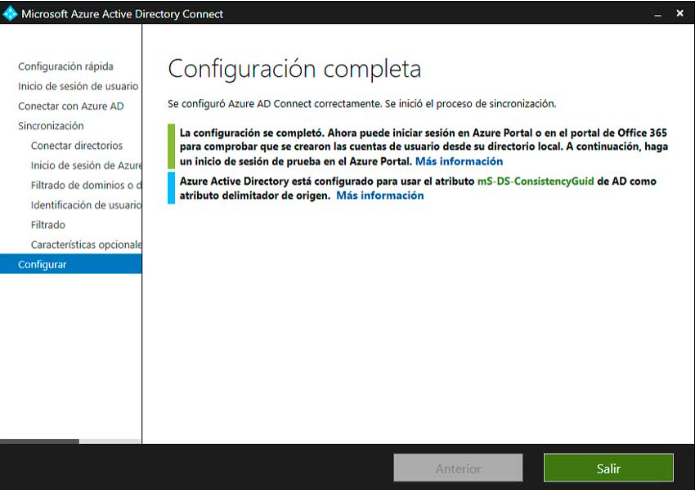 Microsoft Azure Active Directory Connect
Configuración rápida
Inicio de sesión de usuario
Conectar con Azure AD
Sincronización
Conectar directorios
Inicio de sesión de Azure
Filtrado de dominios o d
Identificación de usuario
Filtrado
Características opcionale
Configurar
Configuración completa
Se configuró Azure AD Connect correctamente. Se inició el proceso de sincronización.
La configuración se completó. Ahora puede iniciar sesión en Azure Portal o en el portal de Office 365
para comprobar que se crearon las cuentas de usuario desde su directorio local. A continuación, haga
un inicio de sesión de prueba en el Azure Portal. Más información
Azure Active Directory está configurado para usar el atributo mS-DS-ConsistencyGuid de AD como
atributo delimitador de origen. Más información
Anterior
Salir